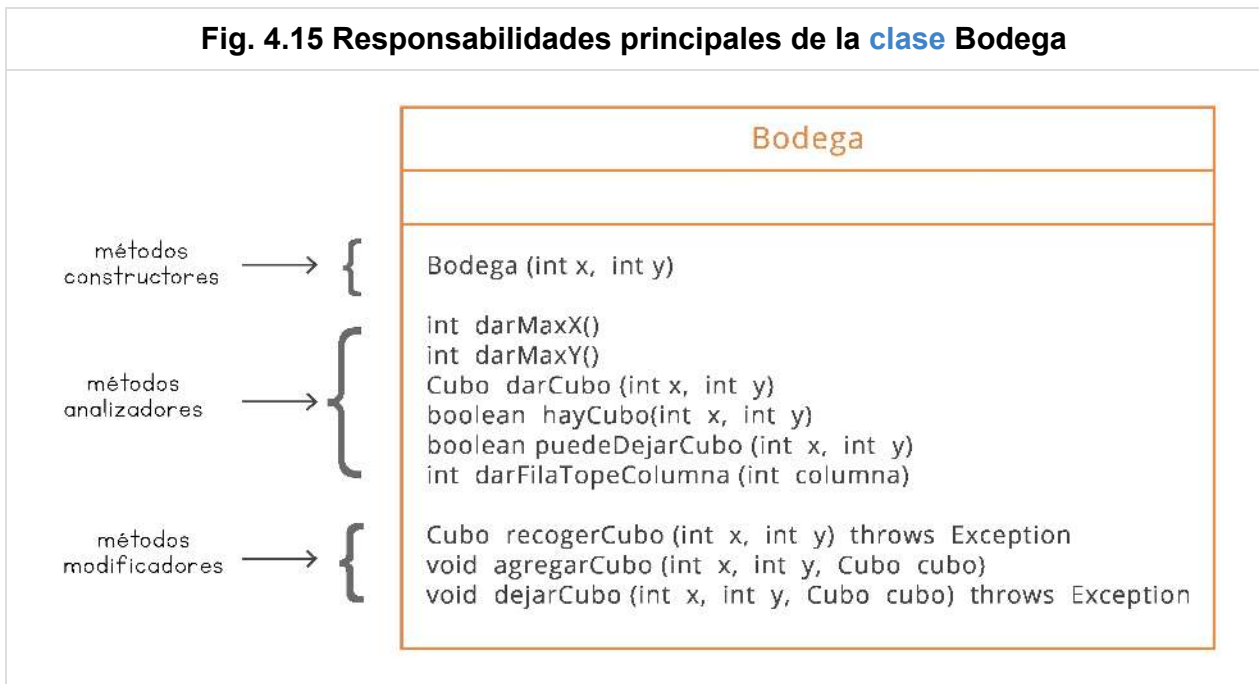 Fig. 4.15 Responsabilidades principales de la clase Bodega
Bodega
métodos
constructores
Bodega (int x, int y)
métodos
analizadores
int darMaxX()
int darMaxY()
Cubo darCubo (int x, int y)
boolean hayCubo(int x, int y)
boolean puedeDejarCubo (int x, int y)
int darFilaTopeColumna (int columna)
métodos
modificadores
Cubo recogerCubo (int x, int y) throws Exception
void agregarCubo (int x, int y, Cubo cubo)
void dejarCubo (int x, int y, Cubo cubo) throws Exception